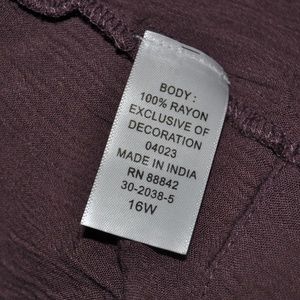 BODY :
100% RAYON
EXCLUSIVE OF
DECORATION
04023
MADE IN INDIA
RN 88842
30-2038-5
16W